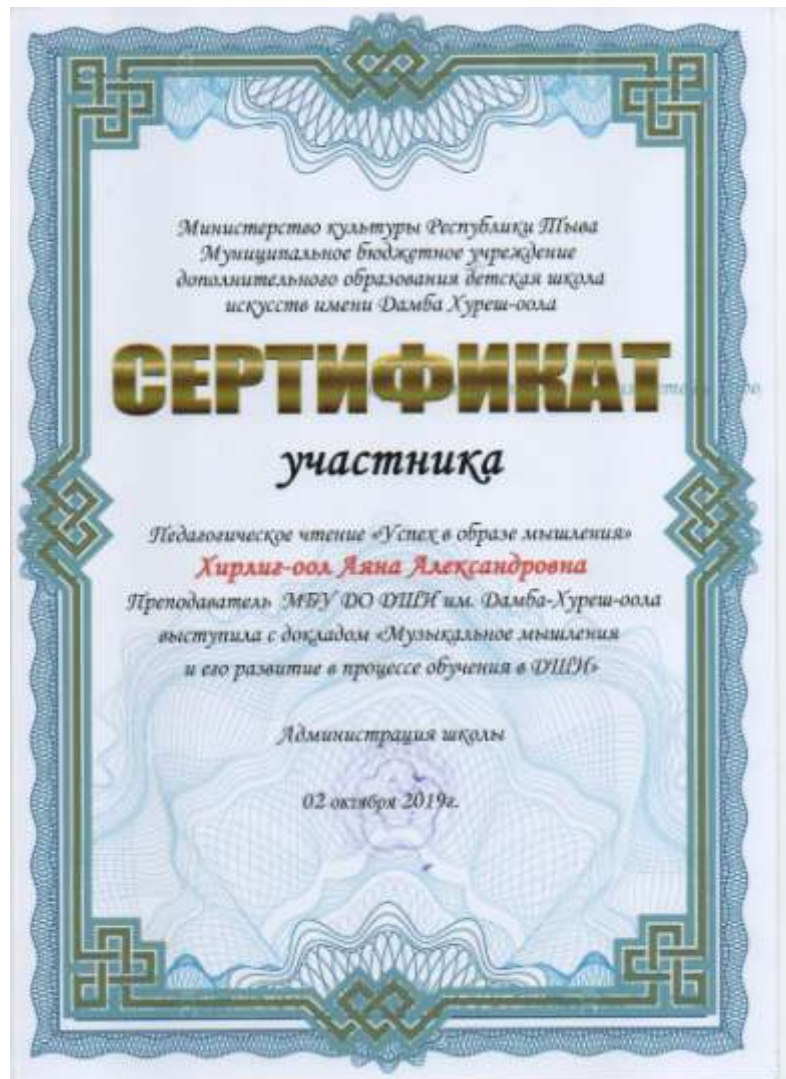 Министерство культуры Республики Тыва
Муниципальное бюджетное учреждение
дополнительного образования детская школа
искусств имени Дамба Хуреш-оола
СЕРТИФИКАТ
участника
Педагогическое чтение «Успех в образе мышления»
Хирлиг-оол Аяна Александровна
Преподаватель МБУ ДО ДШИ им. Дамба-Хуреш-оола
выступила с докладом «Музыкальное мышления
и его развитие в процессе обучения в ДШИ»
Администрация школы
02 октября 2019г.